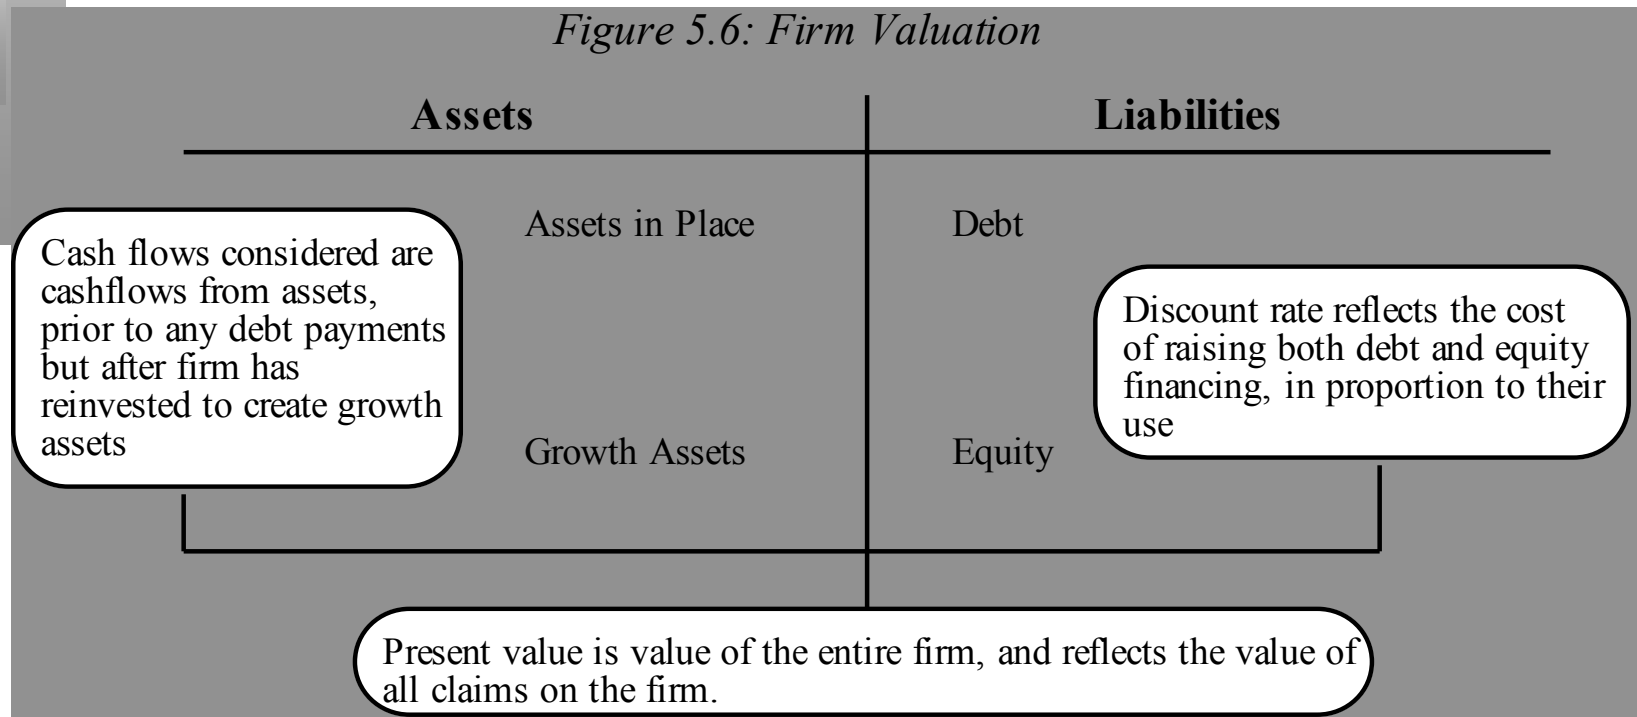 Figure 5.6: Firm Valuation
Assets
Liabilities
Assets in Place
Debt
Cash flows considered are
cashflows from assets,
prior to any debt payments
but after firm has
reinvested to create growth
assets
Discount rate reflects the cost
of raising both debt and equity
financing, in proportion to their
use
Growth Assets
Equity
Present value is value of the entire firm, and reflects the value of
all claims on the firm.